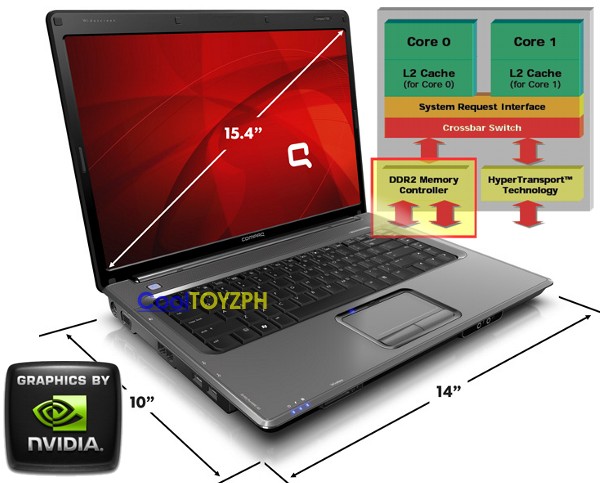 Core 0
Core 1
L2 Cache
(for Core 0)
L2 Cache
(for Core 1)
System Request Interface
Crossbar Switch
DDR2 Memory
Controller
HyperTransport™
Technology
15.4”
COMPAQ
CoolTOYZPH
GRAPHICS BY
NVIDIA.
10”
14”